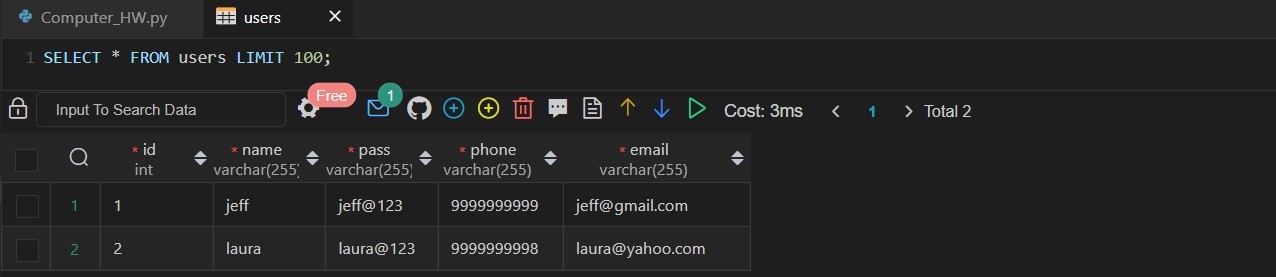 Computer_HW.py users
1 SELECT * FROM users LIMIT 100;
Input To Search Data Free 1 Cost: 3ms 1 Total 2
* id * name * pass * phone * email
int varchar(255) varchar(255) varchar(255) varchar(255)
1 1 jeff jeff@123 9999999999 jeff@gmail.com
2 2 laura laura@123 9999999998 laura@yahoo.com